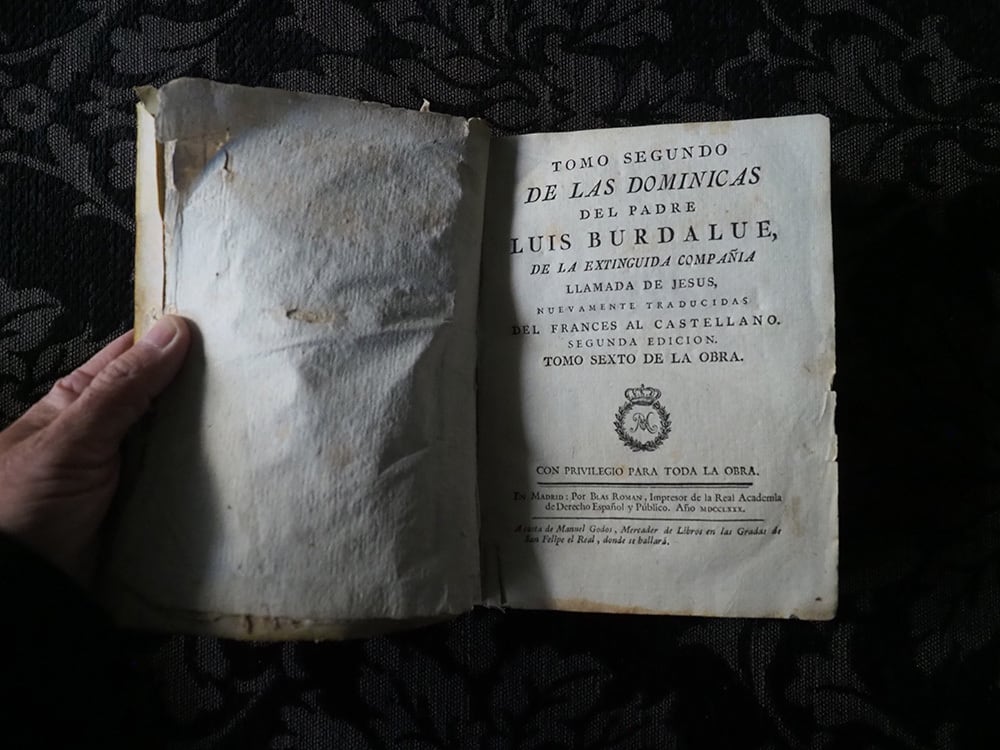 TOMO SEGUNDO
DE LAS DOMINICAS
DEL PADRE
LUIS BURDALUE,
DE LA EXTINGUIDA COMPAÑIA
LLAMADA DE JESUS,
NUEVAMENTE TRADUCIDAS
DEL FRANCES AL CASTELLANO.
SEGUNDA EDICION.
TOMO SEXTO DE LA OBRA.
CON PRIVILEGIO PARA TODA LA OBRA.
EN MADRID: Por BLAS ROMAN, Impresor de la Real Academia
de Derecho Español y Público. Año MDCCLXXX.
A costa de Manuel Godos, Mercader de Libros en las Gradas de
San Felipe el Real, donde se hallará.